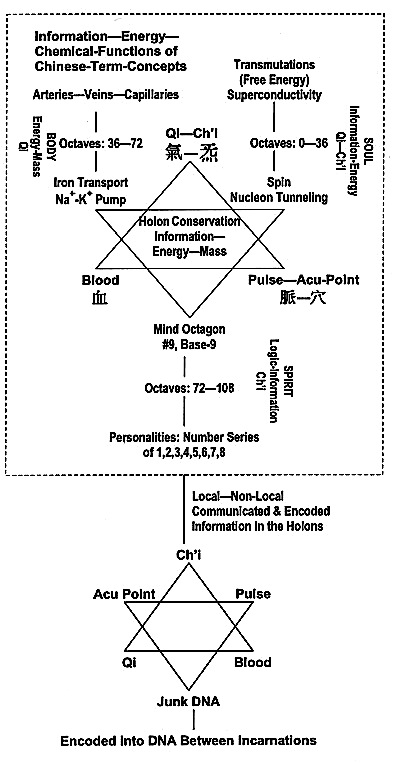 Information—Energy—
Chemical-Functions of
Chinese-Term-Concepts
Arteries—Veins—Capillaries
Octaves: 36—72
Iron Transport
Na⁺-K⁺ Pump
BODY
Energy-Mass
Qi
Transmutations
(Free Energy)
Superconductivity
Octaves: 0—36
Spin
Nucleon Tunneling
SOUL
Information-Energy
Qi—Ch'i
Qi—Ch'i
氣—炁
Holon Conservation
Information—
Energy—Mass
Blood
血
Pulse—Acu-Point
脈—穴
Mind Octagon
#9, Base-9
Octaves: 72—108
SPIRIT
Logic-Information
Ch'i
Personalities: Number Series
of 1,2,3,4,5,6,7,8
Local—Non-Local
Communicated & Encoded
Information in the Holons
Ch'i
Acu Point
Pulse
Qi
Blood
Junk DNA
Encoded Into DNA Between Incarnations